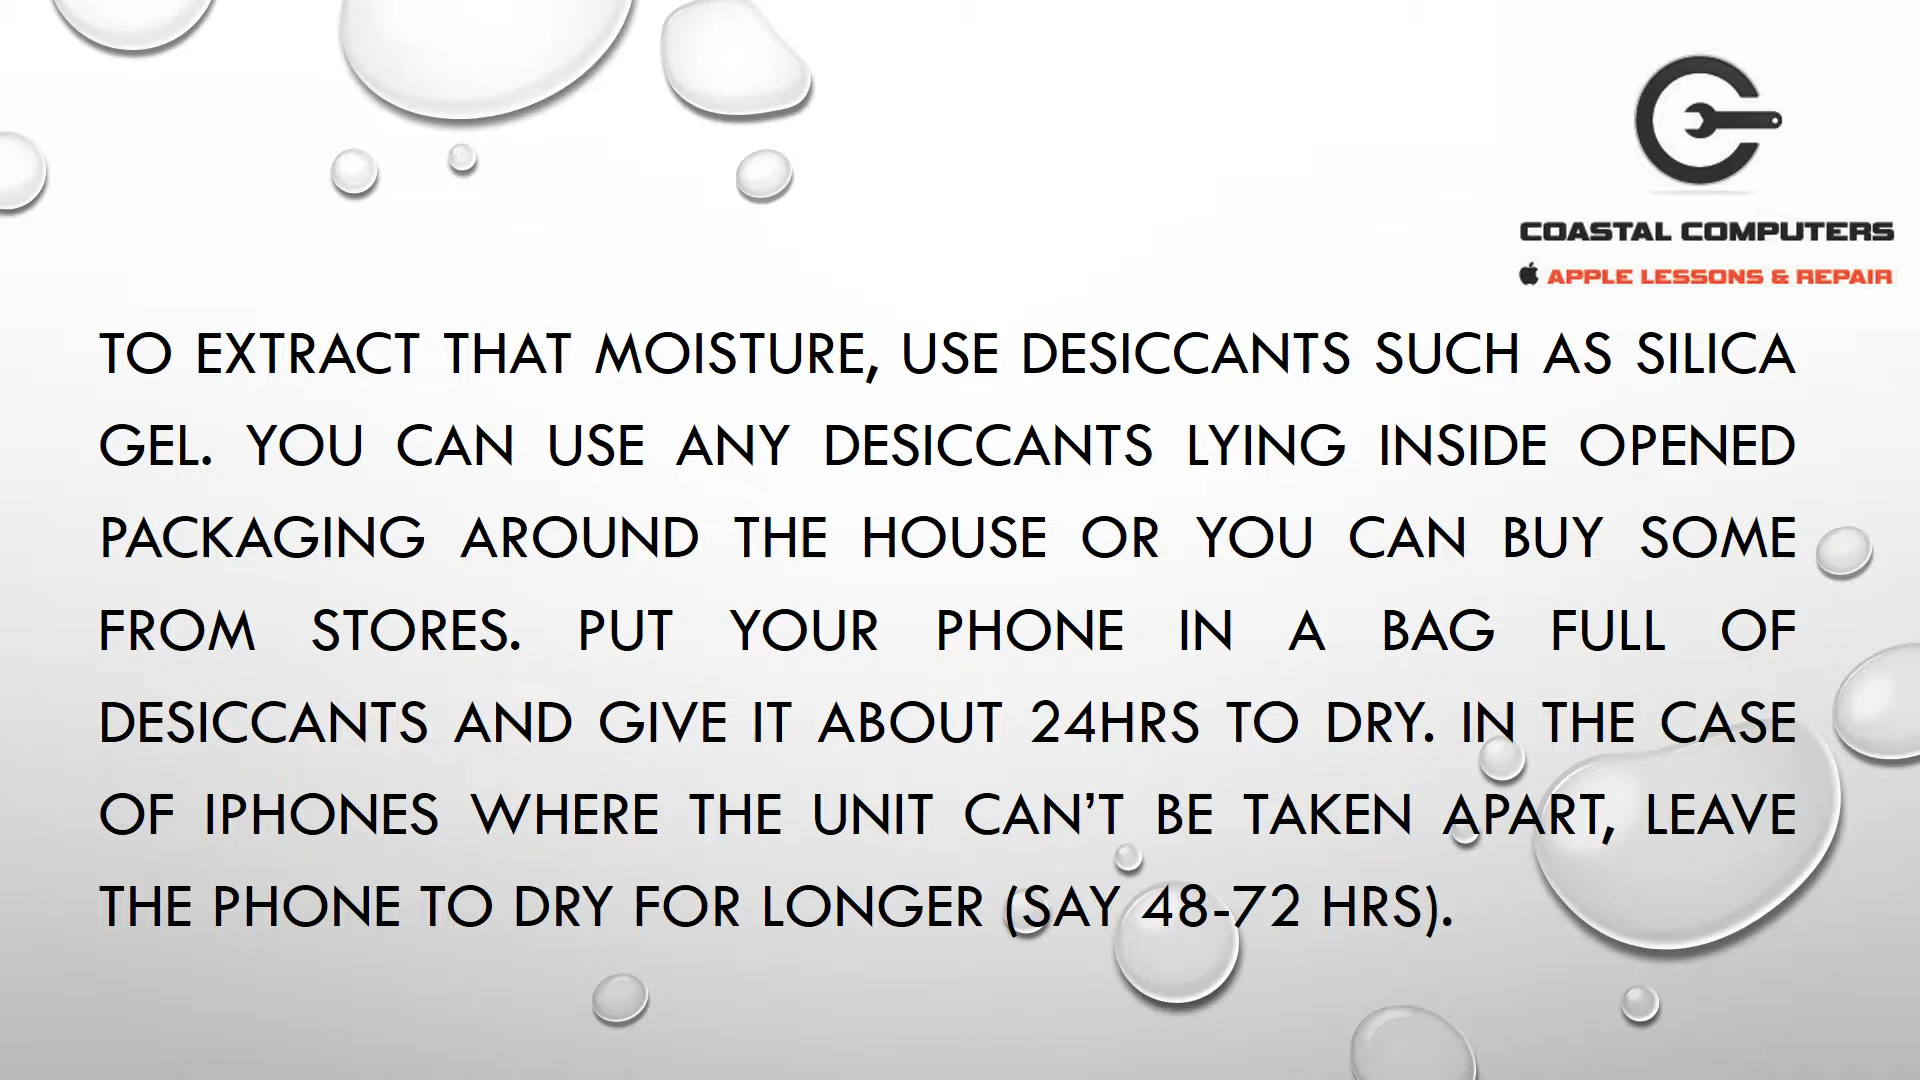 COASTAL COMPUTERS
APPLE LESSONS & REPAIR
TO EXTRACT THAT MOISTURE, USE DESICCANTS SUCH AS SILICA
GEL. YOU CAN USE ANY DESICCANTS LYING INSIDE OPENED
PACKAGING AROUND THE HOUSE OR YOU CAN BUY SOME
FROM STORES. PUT YOUR PHONE IN A BAG FULL OF
DESICCANTS AND GIVE IT ABOUT 24HRS TO DRY. IN THE CASE
OF IPHONES WHERE THE UNIT CAN’T BE TAKEN APART, LEAVE
THE PHONE TO DRY FOR LONGER (SAY 48-72 HRS).